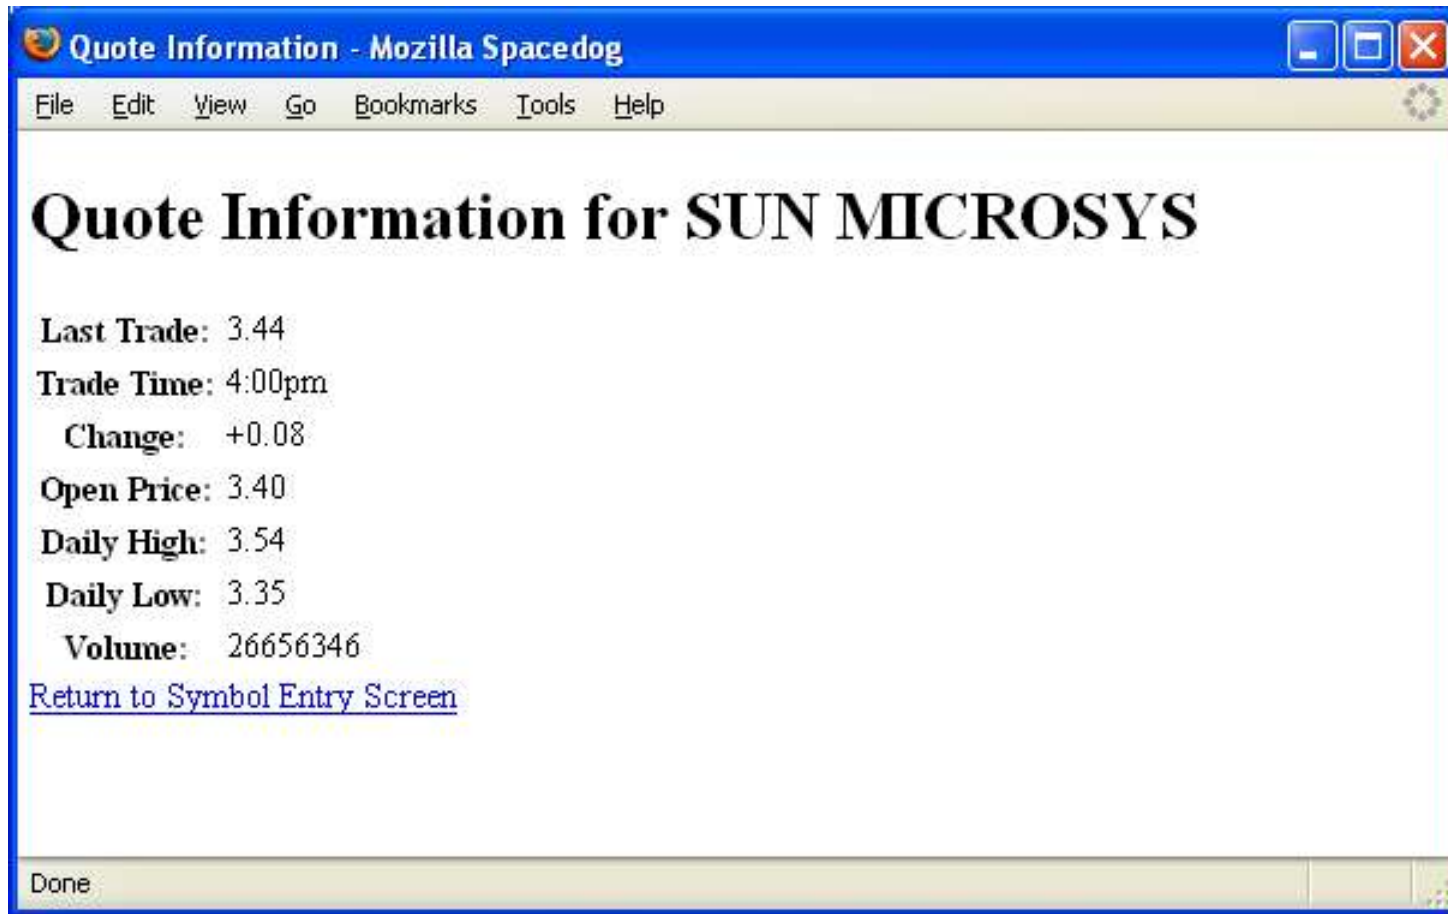 Quote Information - Mozilla Spacedog
File Edit View Go Bookmarks Tools Help
Quote Information for SUN MICROSYS
Last Trade: 3.44
Trade Time: 4:00pm
Change: +0.08
Open Price: 3.40
Daily High: 3.54
Daily Low: 3.35
Volume: 26656346
Return to Symbol Entry Screen
Done